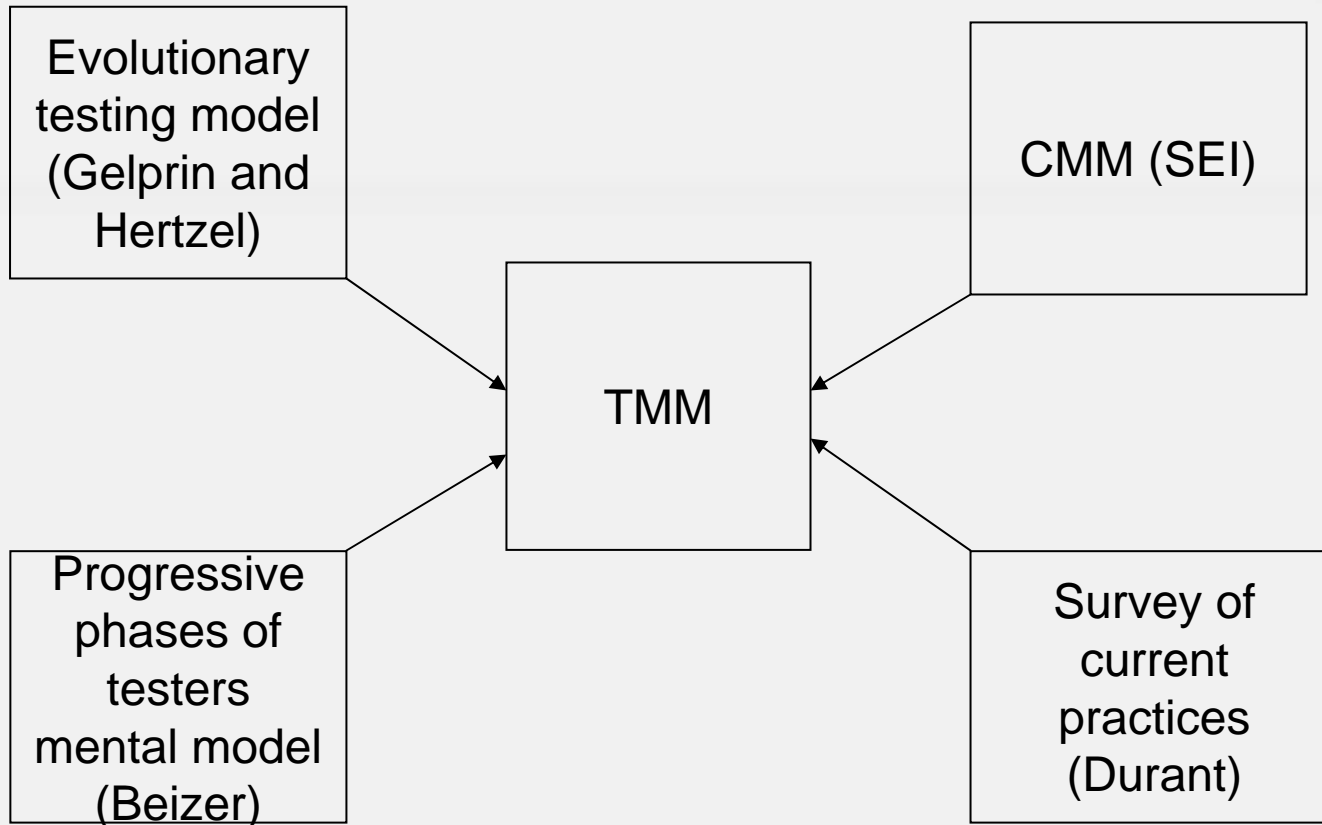 Evolutionary
testing model
(Gelprin and
Hertzel)
CMM (SEI)
TMM
Progressive
phases of
testers
mental model
(Beizer)
Survey of
current
practices
(Durant)